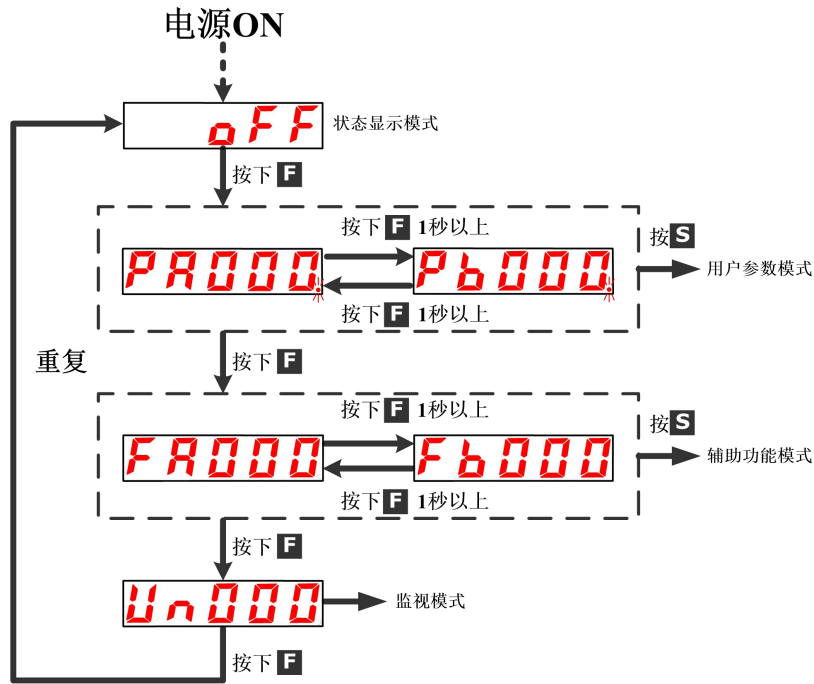 电源ON
oFF 状态显示模式
按下 F
按下 F 1秒以上
按 S
PA000. Pb000. 用户参数模式
按下 F 1秒以上
重复
按下 F
按下 F 1秒以上
按 S
FA000 Fb000 辅助功能模式
按下 F 1秒以上
按下 F
Un000 监视模式
按下 F